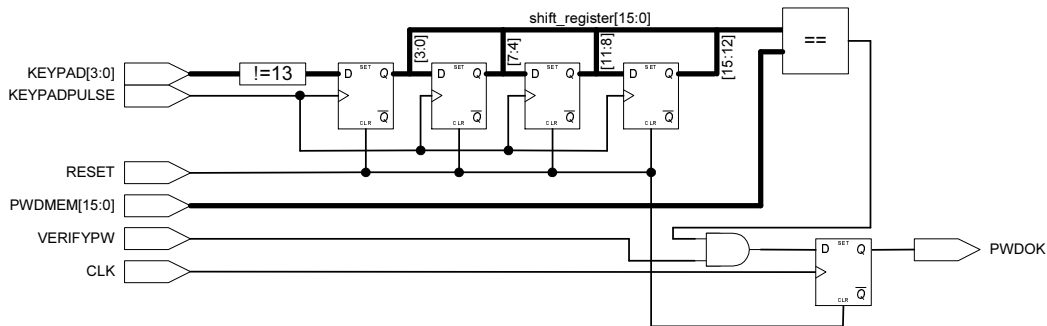 shift_register[15:0]
[3:0]
[7:4]
[11:8]
[15:12]
==
KEYPAD[3:0]
!=13
KEYPADPULSE
D SET Q
CLR Q
D SET Q
CLR Q
D SET Q
CLR Q
D SET Q
CLR Q
RESET
PWDMEM[15:0]
VERIFYPW
CLK
D SET Q
CLR Q
PWDOK